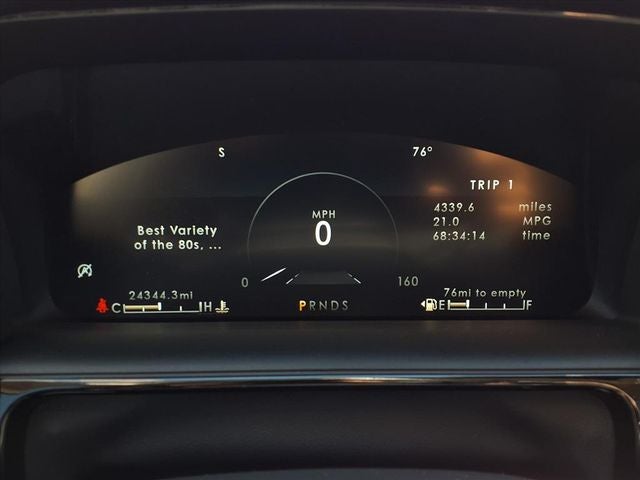 S
76°
TRIP 1
4339.6 miles
21.0 MPG
68:34:14 time
MPH
0
Best Variety
of the 80s, ...
0
160
24344.3mi
C H
PRNDS
76mi to empty
E F